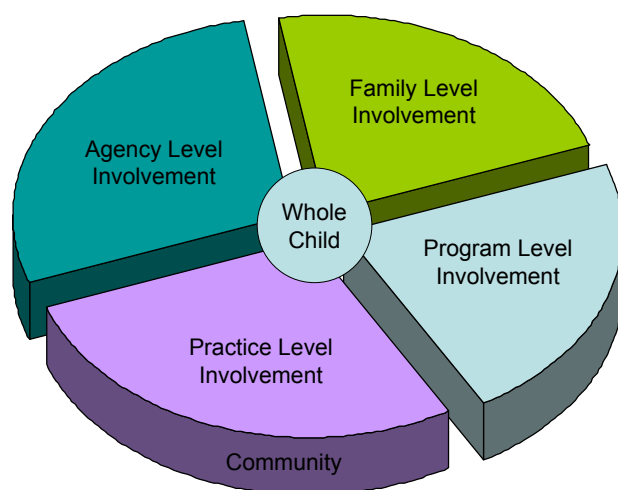 Family Level
Involvement
Agency Level
Involvement
Whole
Child
Program Level
Involvement
Practice Level
Involvement
Community